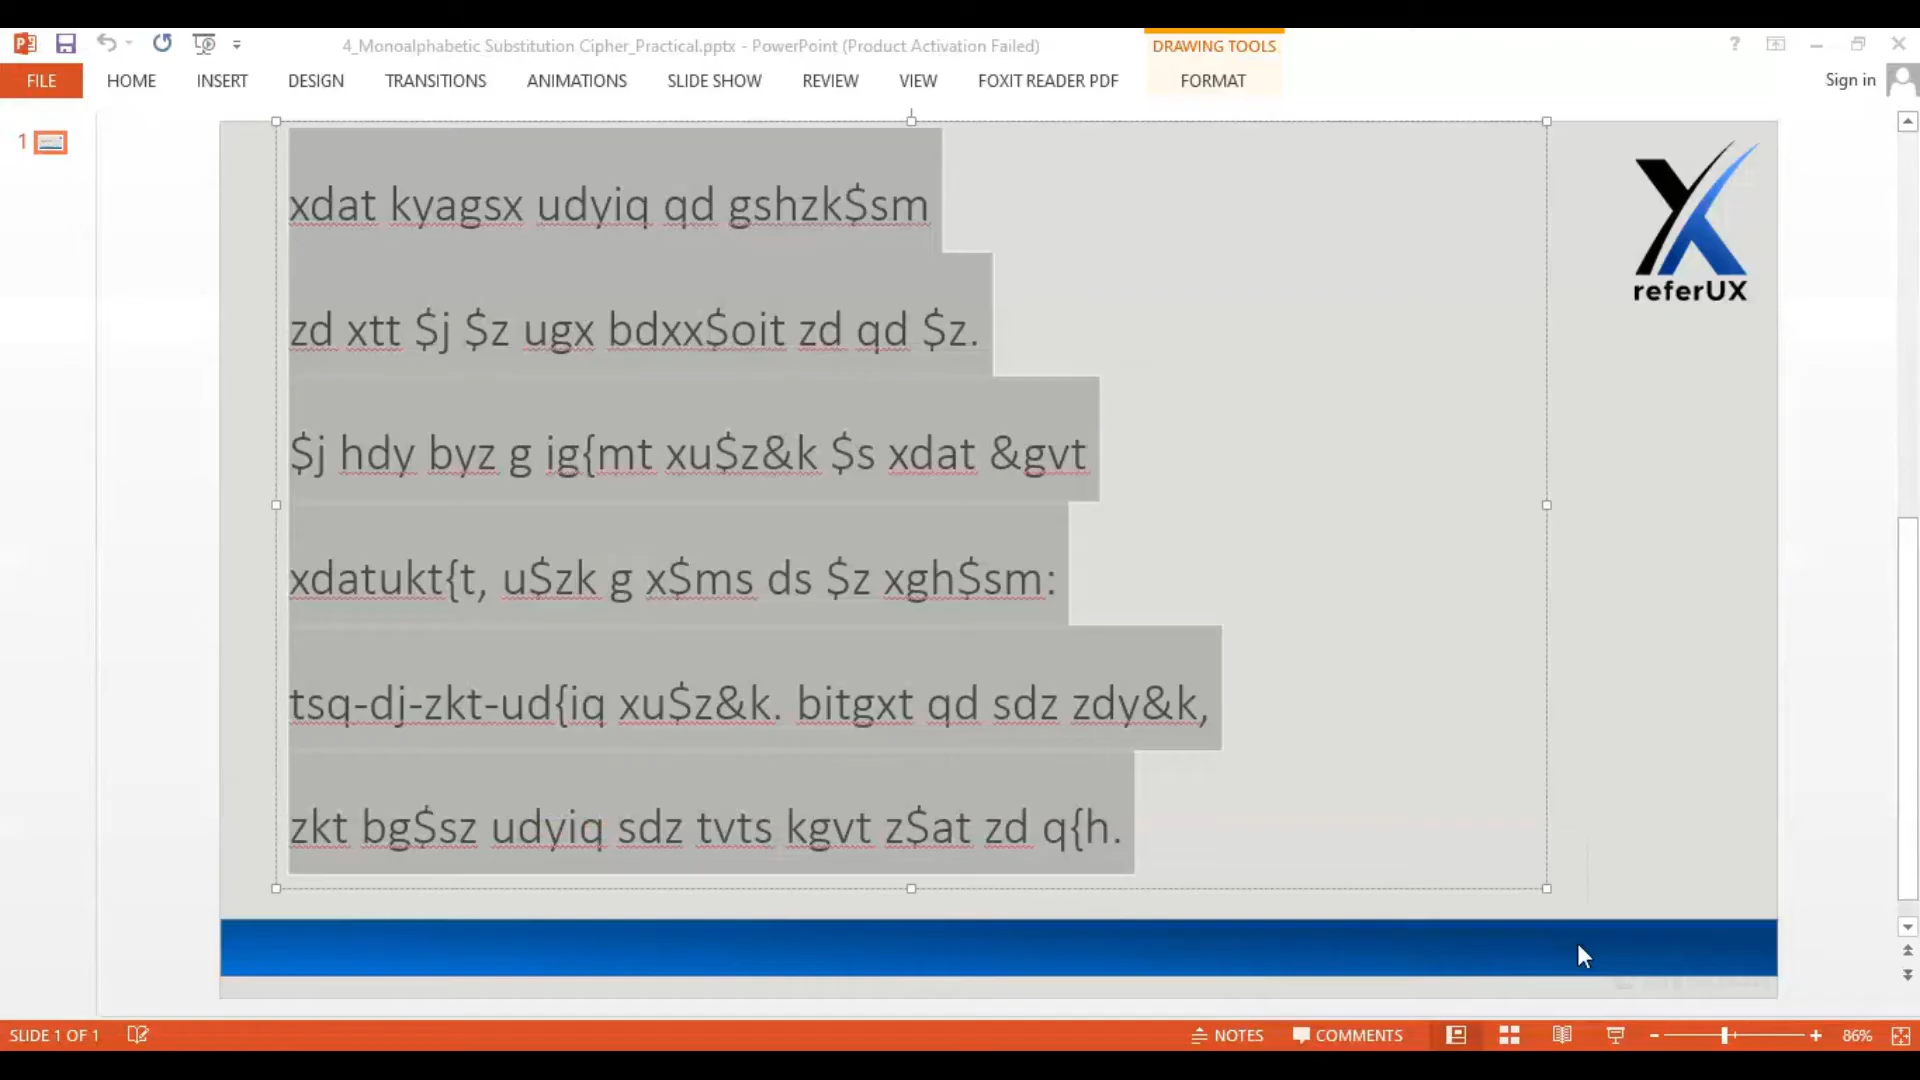 4_Monoalphabetic Substitution Cipher_Practical.pptx - PowerPoint (Product Activation Failed)
DRAWING TOOLS
?
FILE HOME INSERT DESIGN TRANSITIONS ANIMATIONS SLIDE SHOW REVIEW VIEW FOXIT READER PDF FORMAT
Sign in
1
xdat kyagsx udyiq qd gshzk$sm
zd xtt $j $z ugx bdxx$oit zd qd $z.
$j hdy byz g ig{mt xu$z&k $s xdat &gvt
xdatukt{t, u$zk g x$ms ds $z xgh$sm:
tsq-dj-zkt-ud{iq xu$z&k. bitgxt qd sdz zdy&k,
zkt bg$ssz udyiq sdz tvts kgvt z$at zd q{h.
referUX
SLIDE 1 OF 1
NOTES
COMMENTS
86%